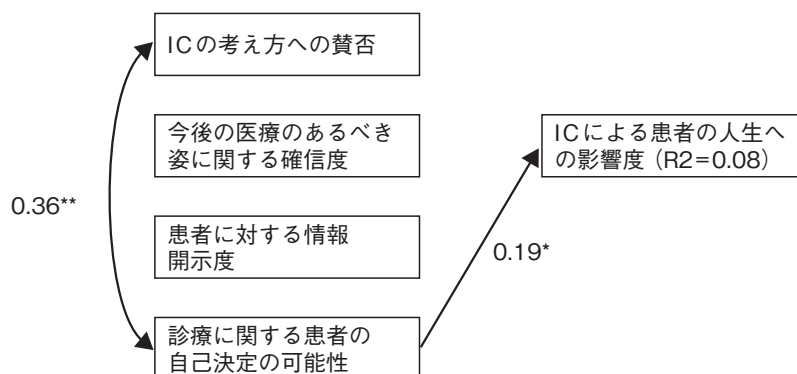 ICの考え方への賛否
今後の医療のあるべき
姿に関する確信度
ICによる患者の人生へ
の影響度（R2＝0.08）
0.36**
患者に対する情報
開示度
0.19*
診療に関する患者の
自己決定の可能性